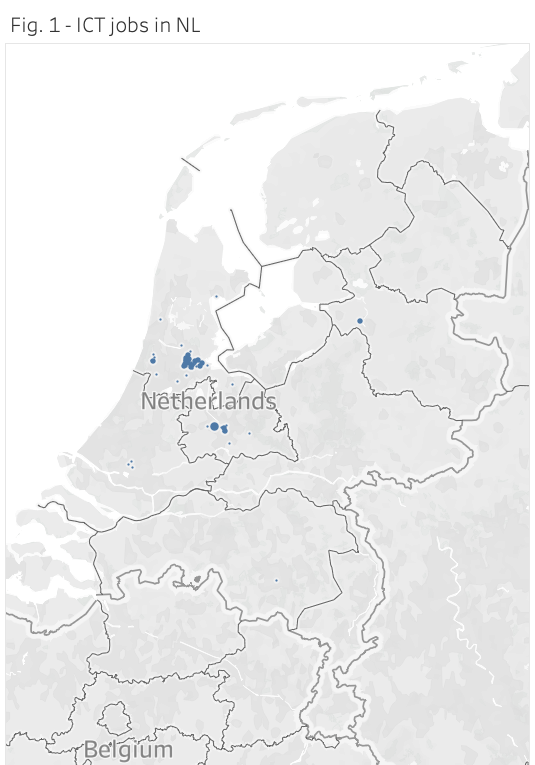 Fig. 1 - ICT jobs in NL
Netherlands
Belgium